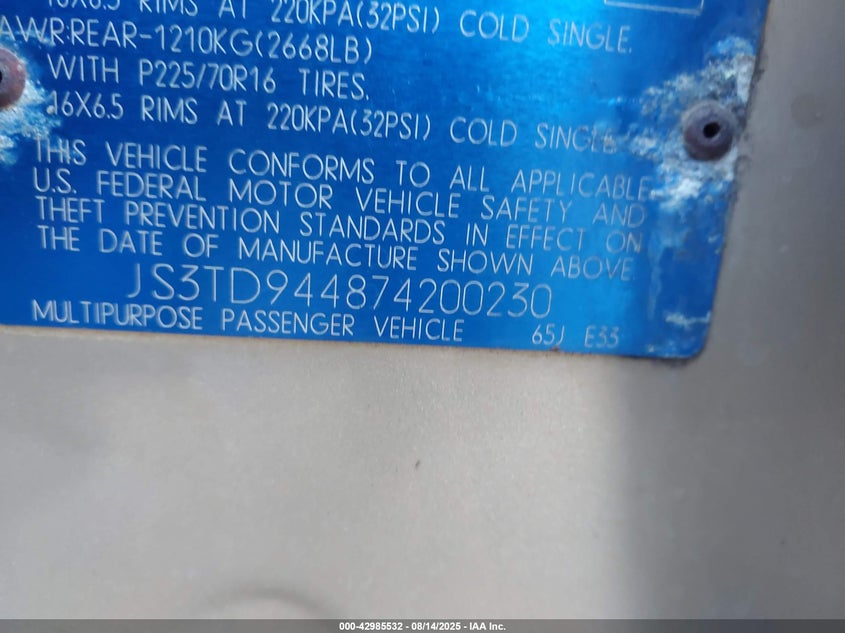 16X6.5 RIMS AT 220KPA(32PSI) COLD SINGLE.
AWR:REAR-1210KG(2668LB)
WITH P225/70R16 TIRES,
16X6.5 RIMS AT 220KPA(32PSI) COLD SINGLE
THIS VEHICLE CONFORMS TO ALL APPLICABLE
U.S. FEDERAL MOTOR VEHICLE SAFETY AND
THEFT PREVENTION STANDARDS IN EFFECT ON
THE DATE OF MANUFACTURE SHOWN ABOVE.
JS3TD944874200230
MULTIPURPOSE PASSENGER VEHICLE 65J E33
000-42985532 - 08/14/2025 - IAA Inc.